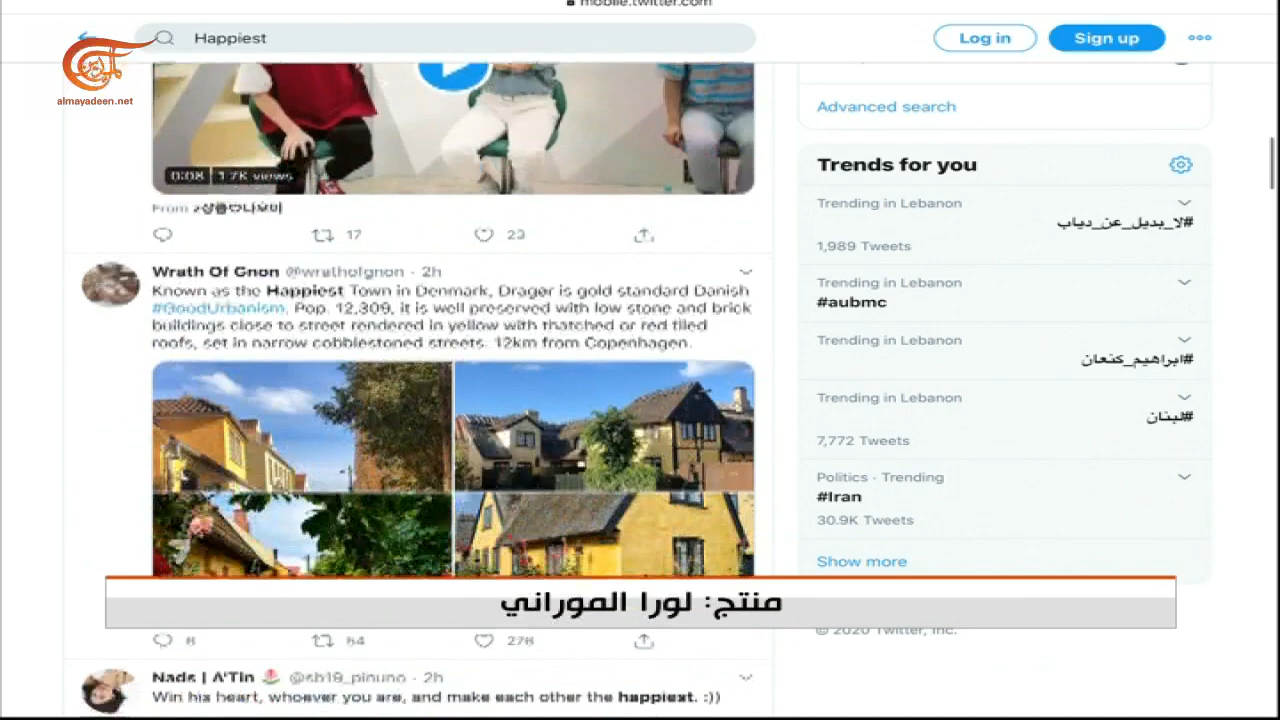 mobile.twitter.com
Happiest
Log in
Sign up
almayadeen.net
0:08 1.7K views
From
17
23
Wrath Of Gnon @wrathofgnon · 2h
Known as the Happiest Town in Denmark, Dragør is gold standard Danish
#GoodUrbanism. Pop. 12,309, it is well preserved with low stone and brick
buildings close to street rendered in yellow with thatched or red tiled
roofs, set in narrow cobblestoned streets. 12km from Copenhagen.
Advanced search
Trends for you
Trending in Lebanon
#لا_بديل_عن_دياب
1,989 Tweets
Trending in Lebanon
#aubmc
Trending in Lebanon
#ابراهيم_كنعان
Trending in Lebanon
#لبنان
7,772 Tweets
Politics · Trending
#Iran
30.9K Tweets
Show more
© 2020 Twitter, Inc.
منتج: لورا الموراني
Nads | A'Tin @sb19_pinuno · 2h
Win his heart, whoever you are, and make each other the happiest. :))